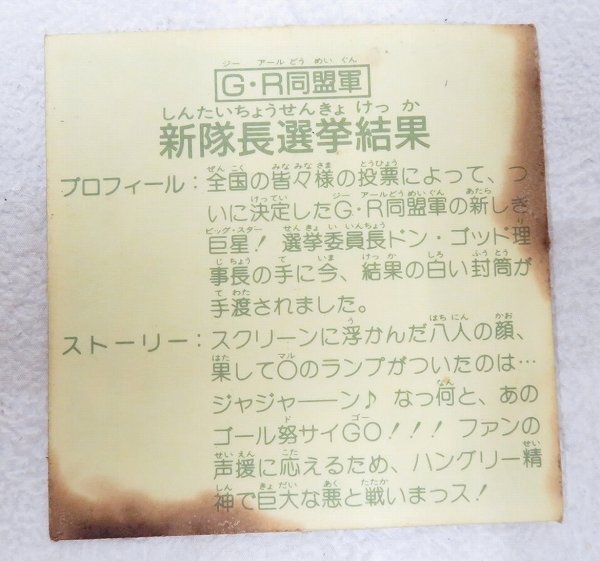 G・R同盟軍
新隊長選挙結果
プロフィール：全国の皆々様の投票によって、つ
いに決定したG・R同盟軍の新しき
巨星！ 選挙委員長ドン・ゴッド理
事長の手に今、結果の白い封筒が
手渡されました。
ストーリー：スクリーンに浮かんだ八人の顔、
果して〇のランプがついたのは…
ジャジャーーン♪ なっ何と、あの
ゴール努サイGO！！！ ファンの
声援に応えるため、ハングリー精
神で巨大な悪と戦いまっス！